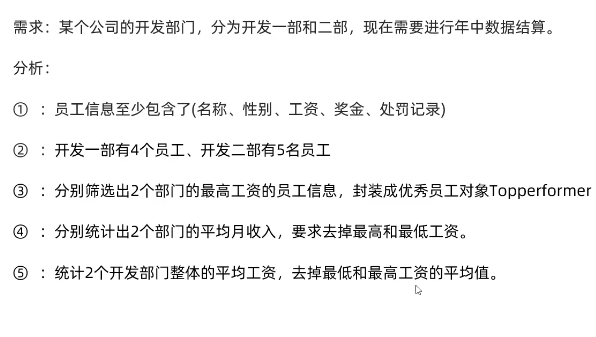 需求：某个公司的开发部门，分为开发一部和二部，现在需要进行年中数据结算。
分析：
① ：员工信息至少包含了(名称、性别、工资、奖金、处罚记录)
② ：开发一部有4个员工、开发二部有5名员工
③ ：分别筛选出2个部门的最高工资的员工信息，封装成优秀员工对象Topperformer
④ ：分别统计出2个部门的平均月收入，要求去掉最高和最低工资。
⑤ ：统计2个开发部门整体的平均工资，去掉最低和最高工资的平均值。